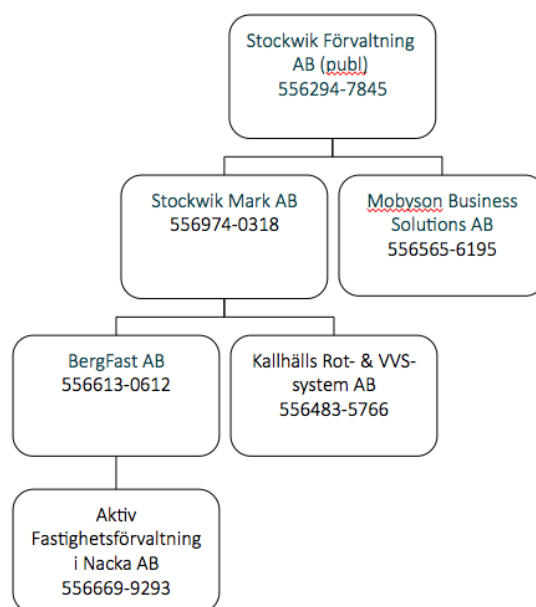 Stockwik Förvaltning
AB (publ)
556294-7845
Stockwik Mark AB
556974-0318
Mobyson Business
Solutions AB
556565-6195
BergFast AB
556613-0612
Kallhälls Rot- & VVS-
system AB
556483-5766
Aktiv
Fastighetsförvaltning
i Nacka AB
556669-9293